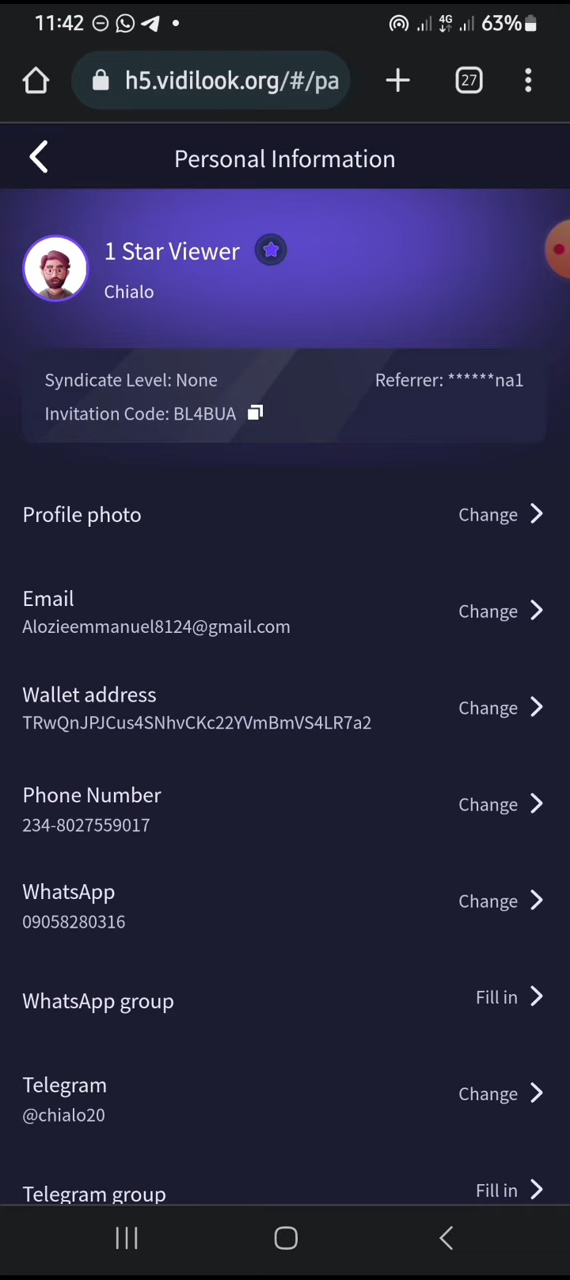 11:42
4G 63%
h5.vidilook.org/#/pa
27
Personal Information
1 Star Viewer
Chialo
Syndicate Level: None Referrer: ******na1
Invitation Code: BL4BUA
Profile photo Change
Email
Alozieemmanuel8124@gmail.com Change
Wallet address
TRwQnJPJCus4SNhvCKc22YVmBmVS4LR7a2 Change
Phone Number
234-8027559017 Change
WhatsApp
09058280316 Change
WhatsApp group Fill in
Telegram
@chialo20 Change
Telegram group Fill in